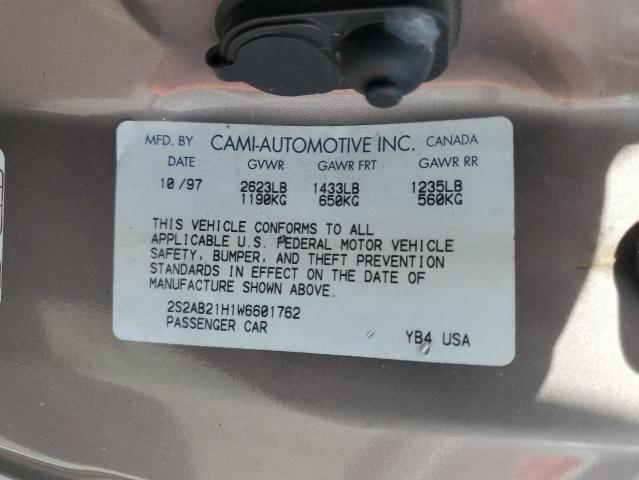 MFD. BY CAMI-AUTOMOTIVE INC. CANADA
DATE GVWR GAWR FRT GAWR RR
10/97 2623LB 1433LB 1235LB
1190KG 650KG 560KG
THIS VEHICLE CONFORMS TO ALL
APPLICABLE U.S. FEDERAL MOTOR VEHICLE
SAFETY, BUMPER, AND THEFT PREVENTION
STANDARDS IN EFFECT ON THE DATE OF
MANUFACTURE SHOWN ABOVE.
2S2AB21H1W6601762
PASSENGER CAR YB4 USA